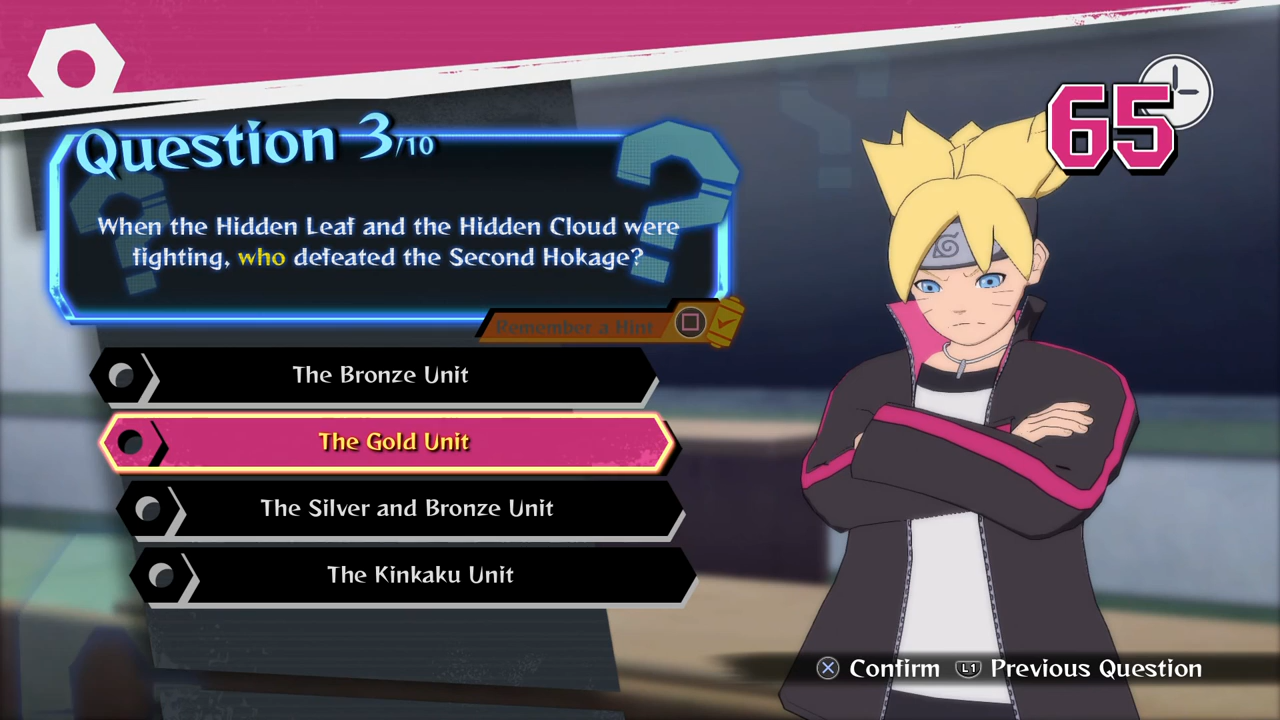 65
Question 3/10
When the Hidden Leaf and the Hidden Cloud were
fighting, who defeated the Second Hokage?
Remember a Hint
The Bronze Unit
The Gold Unit
The Silver and Bronze Unit
The Kinkaku Unit
Confirm L1 Previous Question